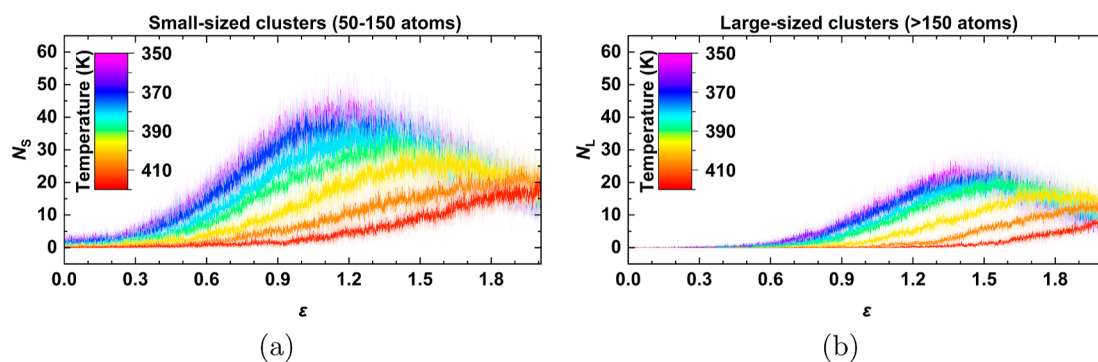 Small-sized clusters (50-150 atoms)
60
50
40
30
20
10
0
N_S
Temperature (K)
350
370
390
410
0.0 0.3 0.6 0.9 1.2 1.5 1.8
ε
(a)
Large-sized clusters (>150 atoms)
60
50
40
30
20
10
0
N_L
Temperature (K)
350
370
390
410
0.0 0.3 0.6 0.9 1.2 1.5 1.8
ε
(b)